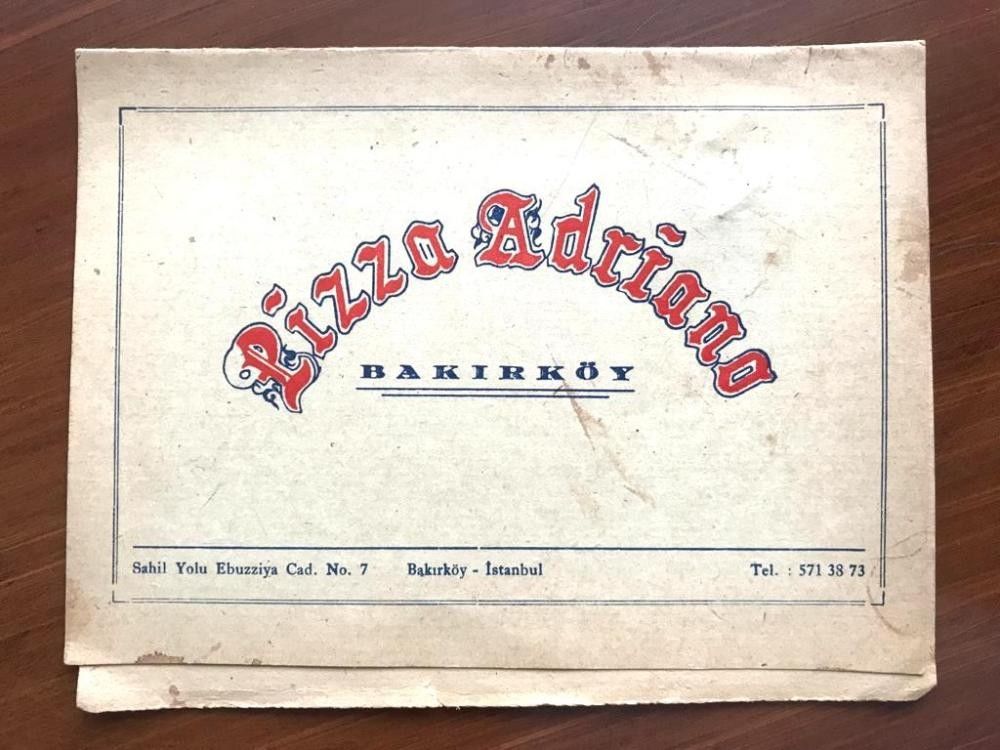 Pizza Adriano
BAKIRKÖY
Sahil Yolu Ebuzziya Cad. No. 7 Bakırköy - İstanbul Tel. : 571 38 73